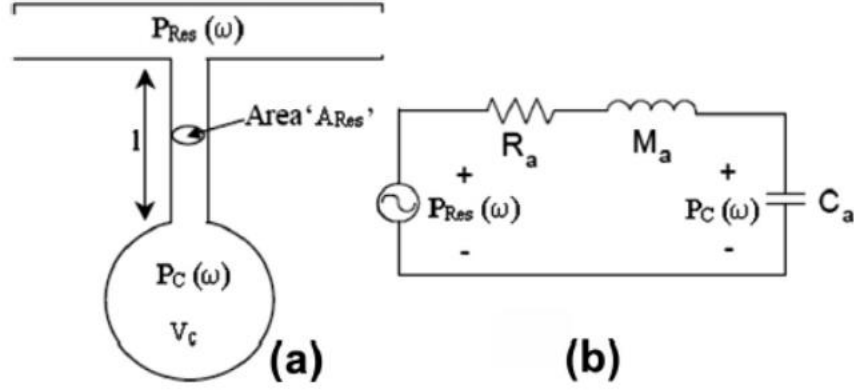 P_Res (ω)
Area 'A_Res'
l
P_C (ω)
V_C
(a)
R_a
M_a
+
+
P_Res (ω)
P_C (ω)
C_a
-
-
(b)